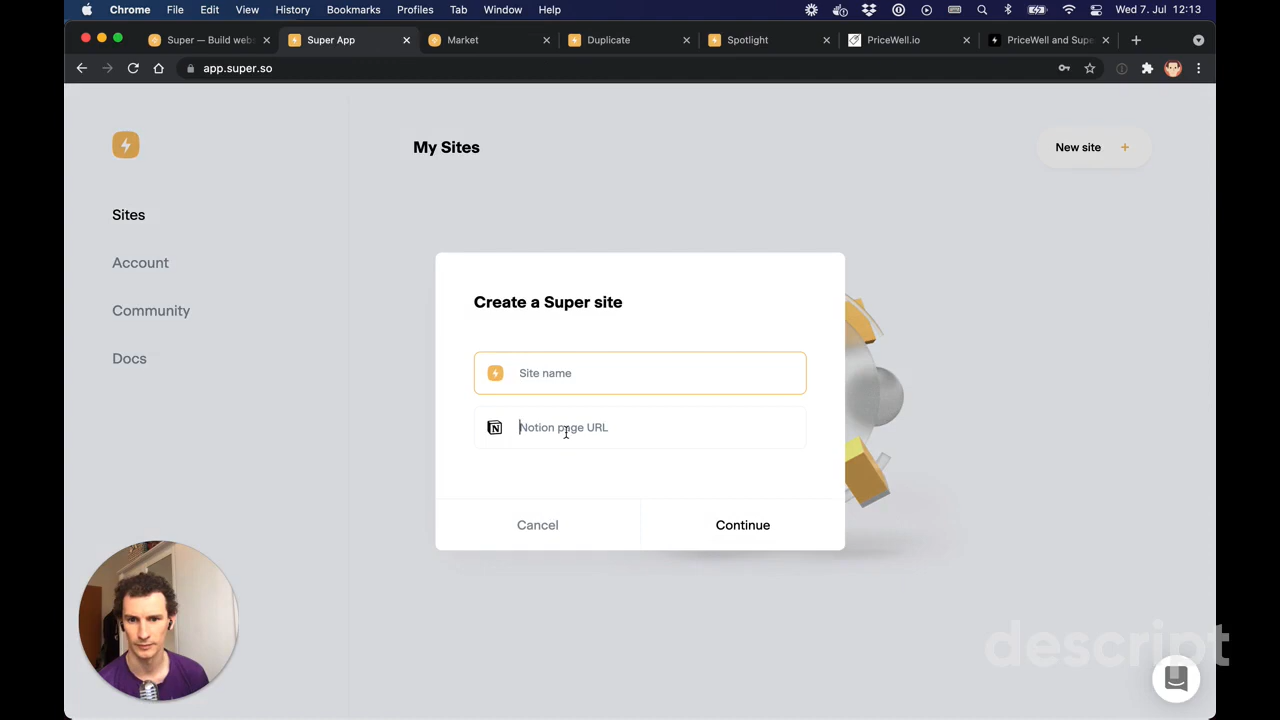 Chrome File Edit View History Bookmarks Profiles Tab Window Help Wed 7. Jul 12:13
Super — Build web Super App Market Duplicate Spotlight PriceWell.io PriceWell and Supe
app.super.so
My Sites
New site +
Sites
Account
Community
Docs
Create a Super site
Site name
Notion page URL
Cancel Continue
descript